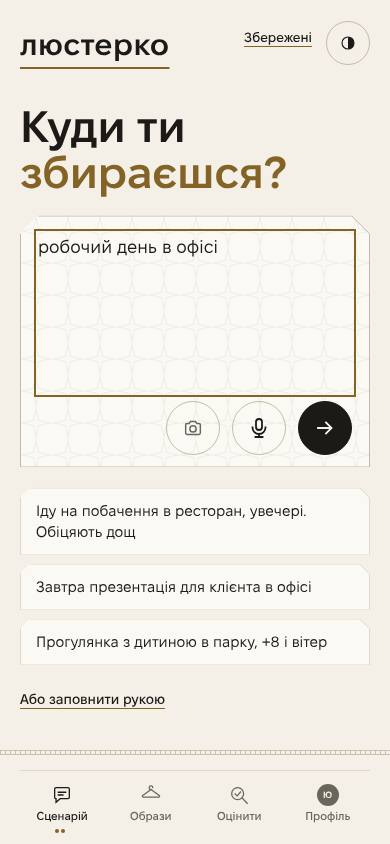 люстерко
Збережені
Куди ти
збираєшся?
робочий день в офісі
Іду на побачення в ресторан, увечері.
Обіцяють дощ
Завтра презентація для клієнта в офісі
Прогулянка з дитиною в парку, +8 і вітер
Або заповнити рукою
Ю
Сценарій
Образи
Оцінити
Профіль